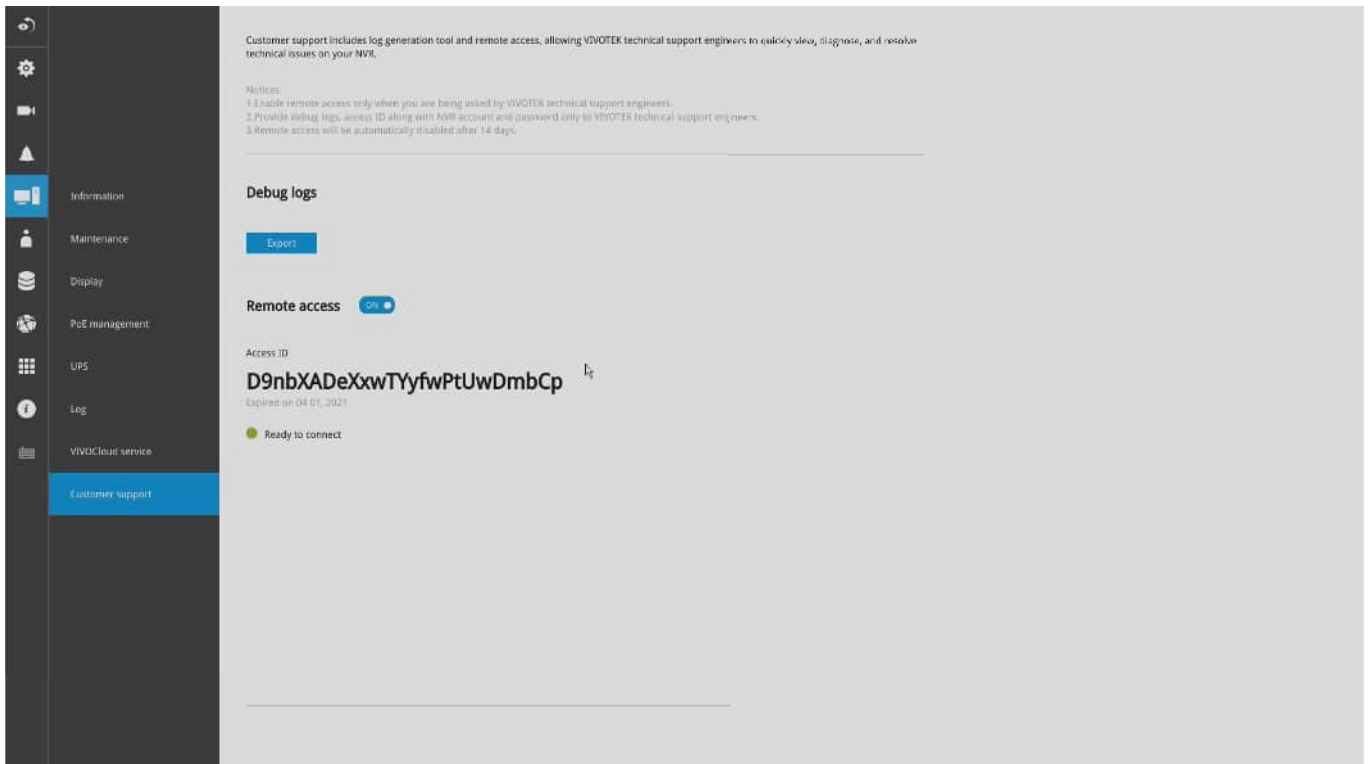 Customer support includes log generation tool and remote access, allowing VIVOTEK technical support engineers to quickly view, diagnose, and resolve
technical issues on your NVR.
Notices:
1.Enable remote access only when you are being asked by VIVOTEK technical support engineers.
2.Provide debug logs, access ID along with NVR account and password only to VIVOTEK technical support engineers.
3.Remote access will be automatically disabled after 14 days.
Information
Maintenance
Display
PoE management
UPS
Log
VIVOCloud service
Customer support
Debug logs
Export
Remote access ON
Access ID
D9nbXADeXxwTYyfwPtUwDmbCp
Expired on 04 01, 2021
Ready to connect